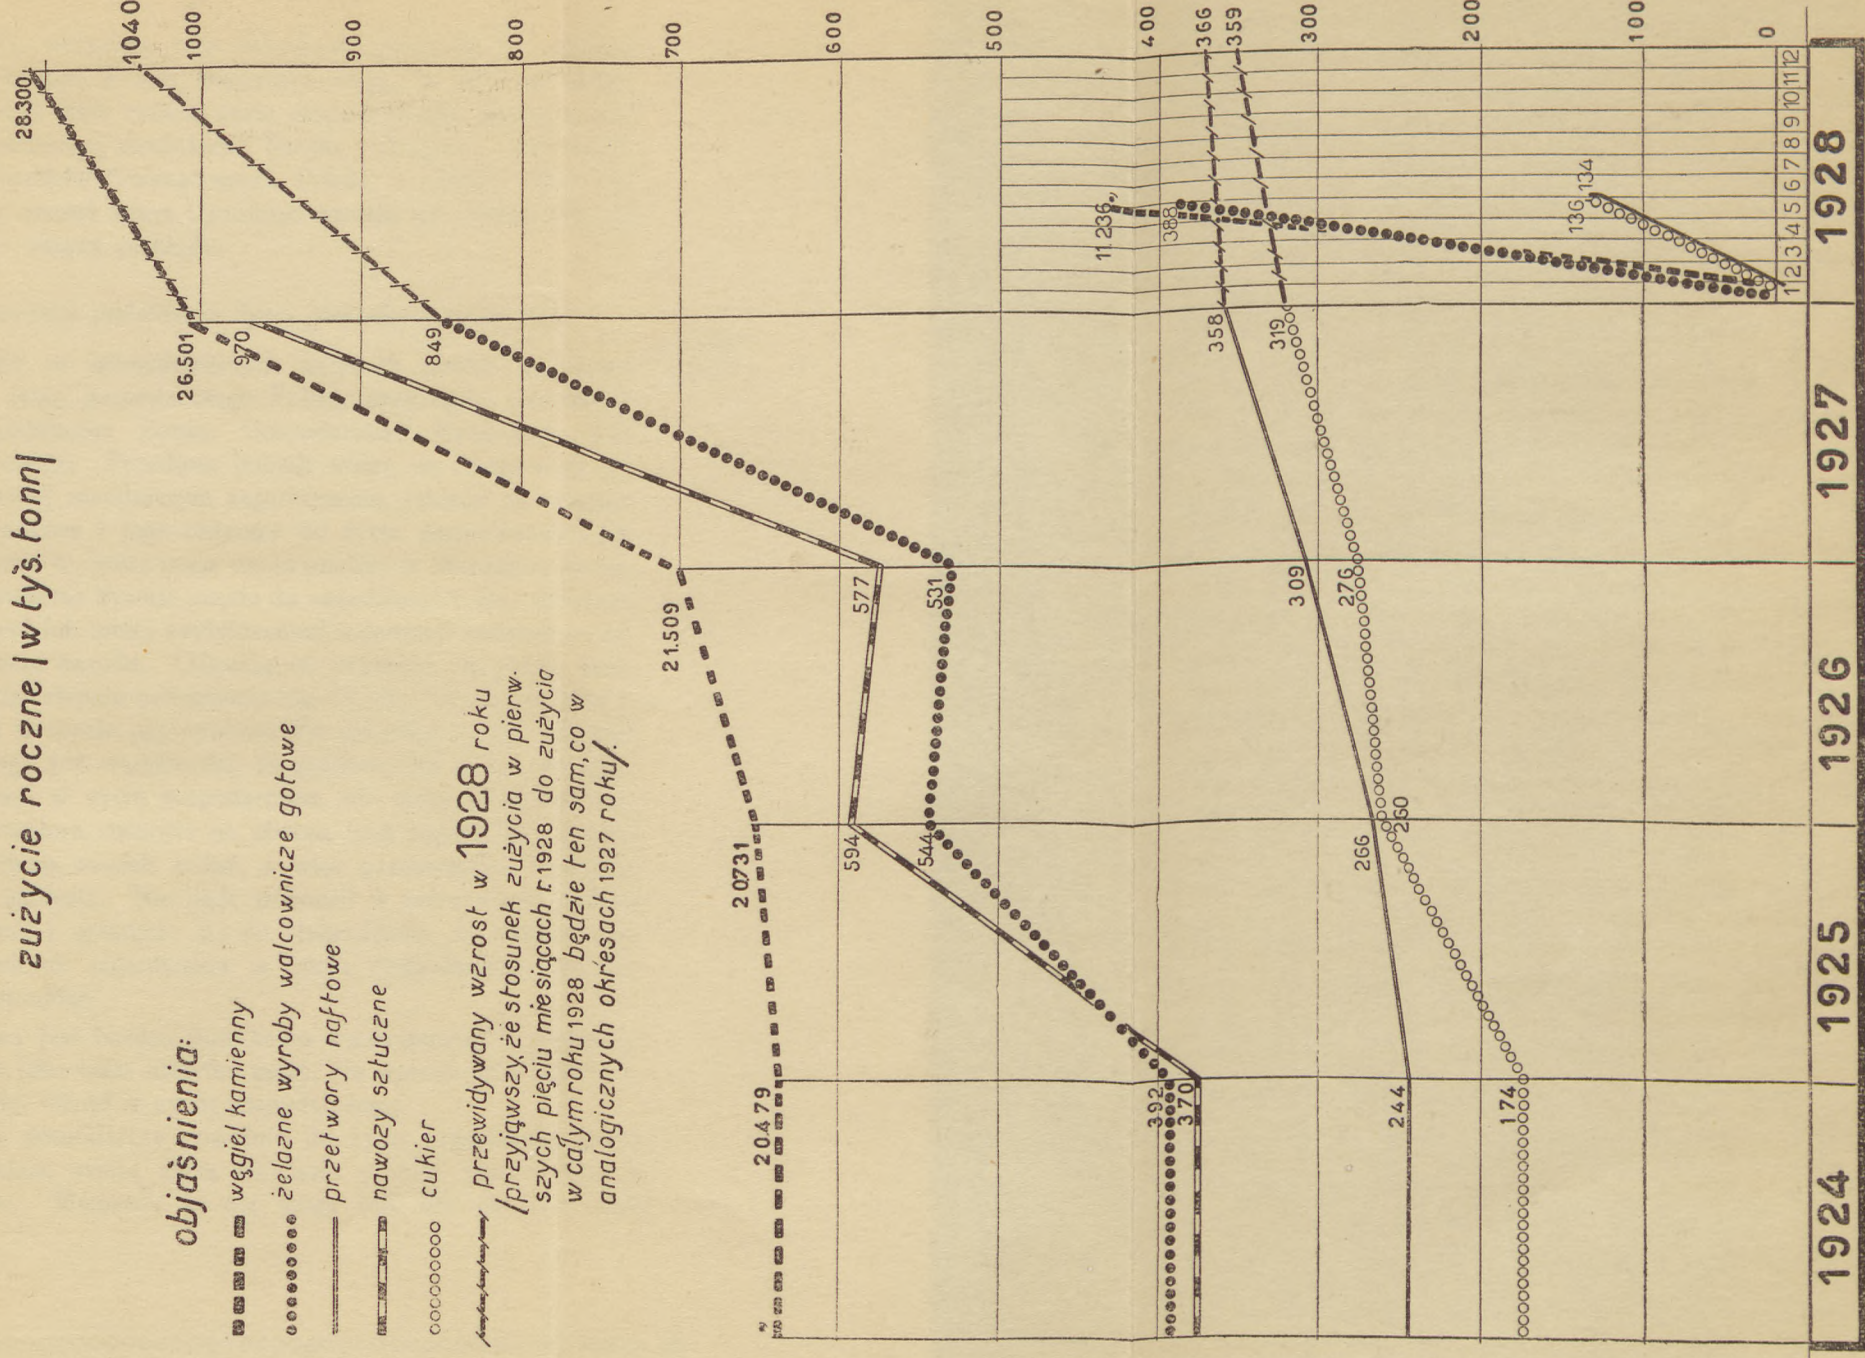 zużycie roczne /w tyś. tonn/
objaśnienia:
węgiel kamienny
żelazne wyroby walcownicze gotowe
przetwory naftowe
nawozy sztuczne
cukier
przewidywany wzrost w 1928 roku
/przyjąwszy, że stosunek zużycia w pierw-
szych pięciu miesiącach r. 1928 do zużycia
w całym roku 1928 będzie ten sam, co w
analogicznych okresach 1927 roku/.
28.300
1040
1000
900
800
700
600
500
400
366
359
300
200
100
0
26.501
970
849
21.509
577
531
20.731
594
544
20.479
392
370
358
319
309
276
266
260
244
174
11.236
388
136
134
1 2 3 4 5 6 7 8 9 10 11 12
1924 1925 1926 1927 1928